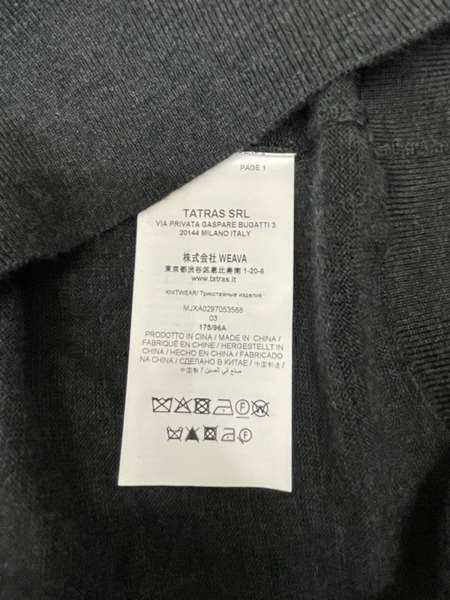 PAGE 1
TATRAS SRL
VIA PRIVATA GASPARE BUGATTI 3
20144 MILANO ITALY
株式会社 WEAVA
東京都渋谷区恵比寿南 1-20-6
www.tatras.it
KNITWEAR/ Трикотажные изделия
MJXA0297053588
03
175/96A
PRODOTTO IN CINA / MADE IN CHINA /
FABRIQUÉ EN CHINE / HERGESTELLT IN
CHINA / HECHO EN CHINA / FABRICADO
NA CHINA / СДЕЛАНО В КИТАЕ / 中国制造 /
صنع في الصين / 中国製